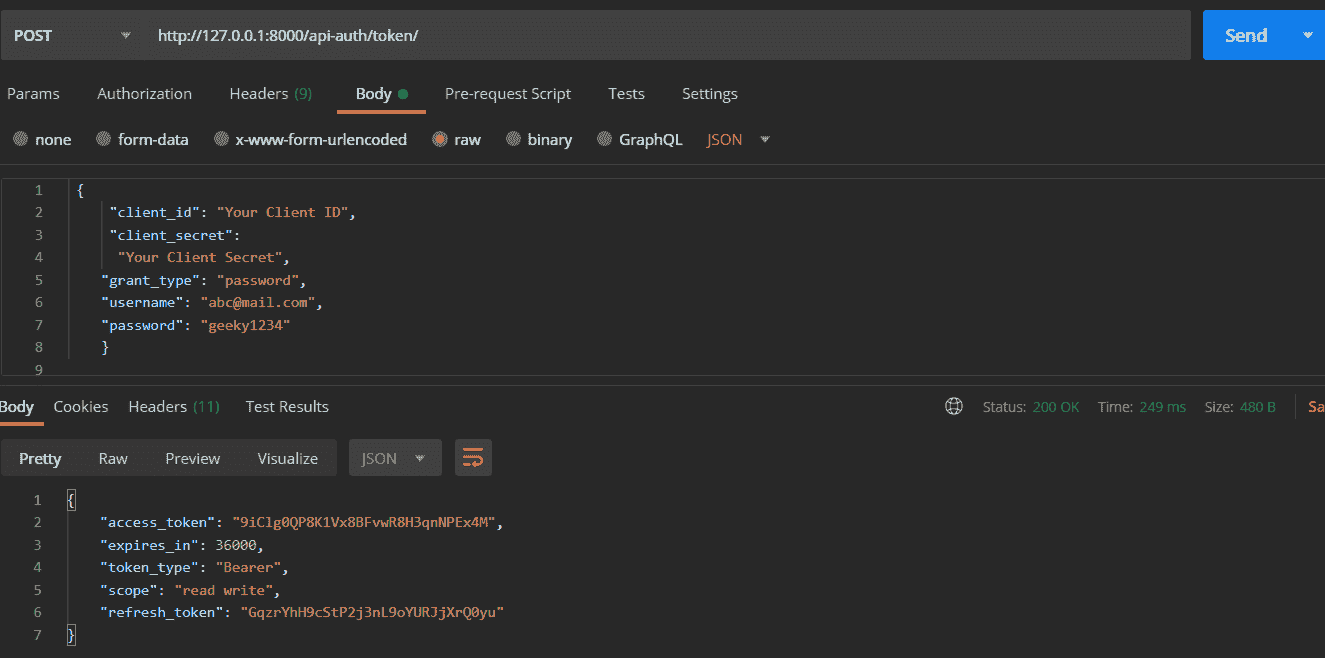 POST http://127.0.0.1:8000/api-auth/token/ Send
Params Authorization Headers (9) Body Pre-request Script Tests Settings
none form-data x-www-form-urlencoded raw binary GraphQL JSON
1 {
2 "client_id": "Your Client ID",
3 "client_secret":
4 "Your Client Secret",
5 "grant_type": "password",
6 "username": "abc@mail.com",
7 "password": "geeky1234"
8 }
9
Body Cookies Headers (11) Test Results Status: 200 OK Time: 249 ms Size: 480 B Sa
Pretty Raw Preview Visualize JSON
1 {
2 "access_token": "9iClg0QP8K1Vx8BFvwR8H3qnNPEx4M",
3 "expires_in": 36000,
4 "token_type": "Bearer",
5 "scope": "read write",
6 "refresh_token": "GqzrYhH9cStP2j3nL9oYURJjXrQ0yu"
7 }